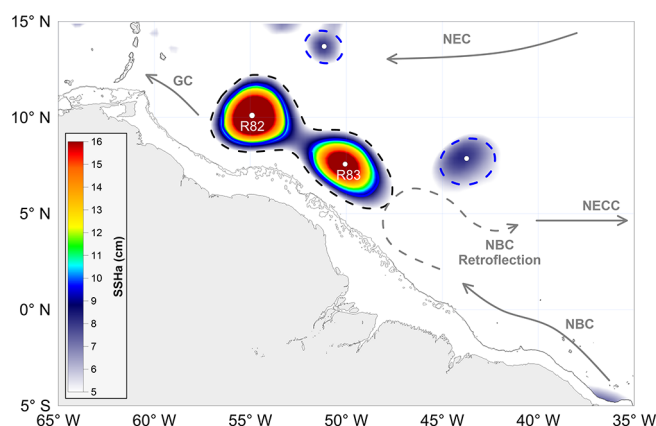 15° N
10° N
5° N
0° N
5° S
NEC
GC
R82
R83
NECC
NBC
Retroflection
NBC
16
15
14
13
12
11
10
9
8
7
6
5
SSHa (cm)
65° W
60° W
55° W
50° W
45° W
40° W
35° W